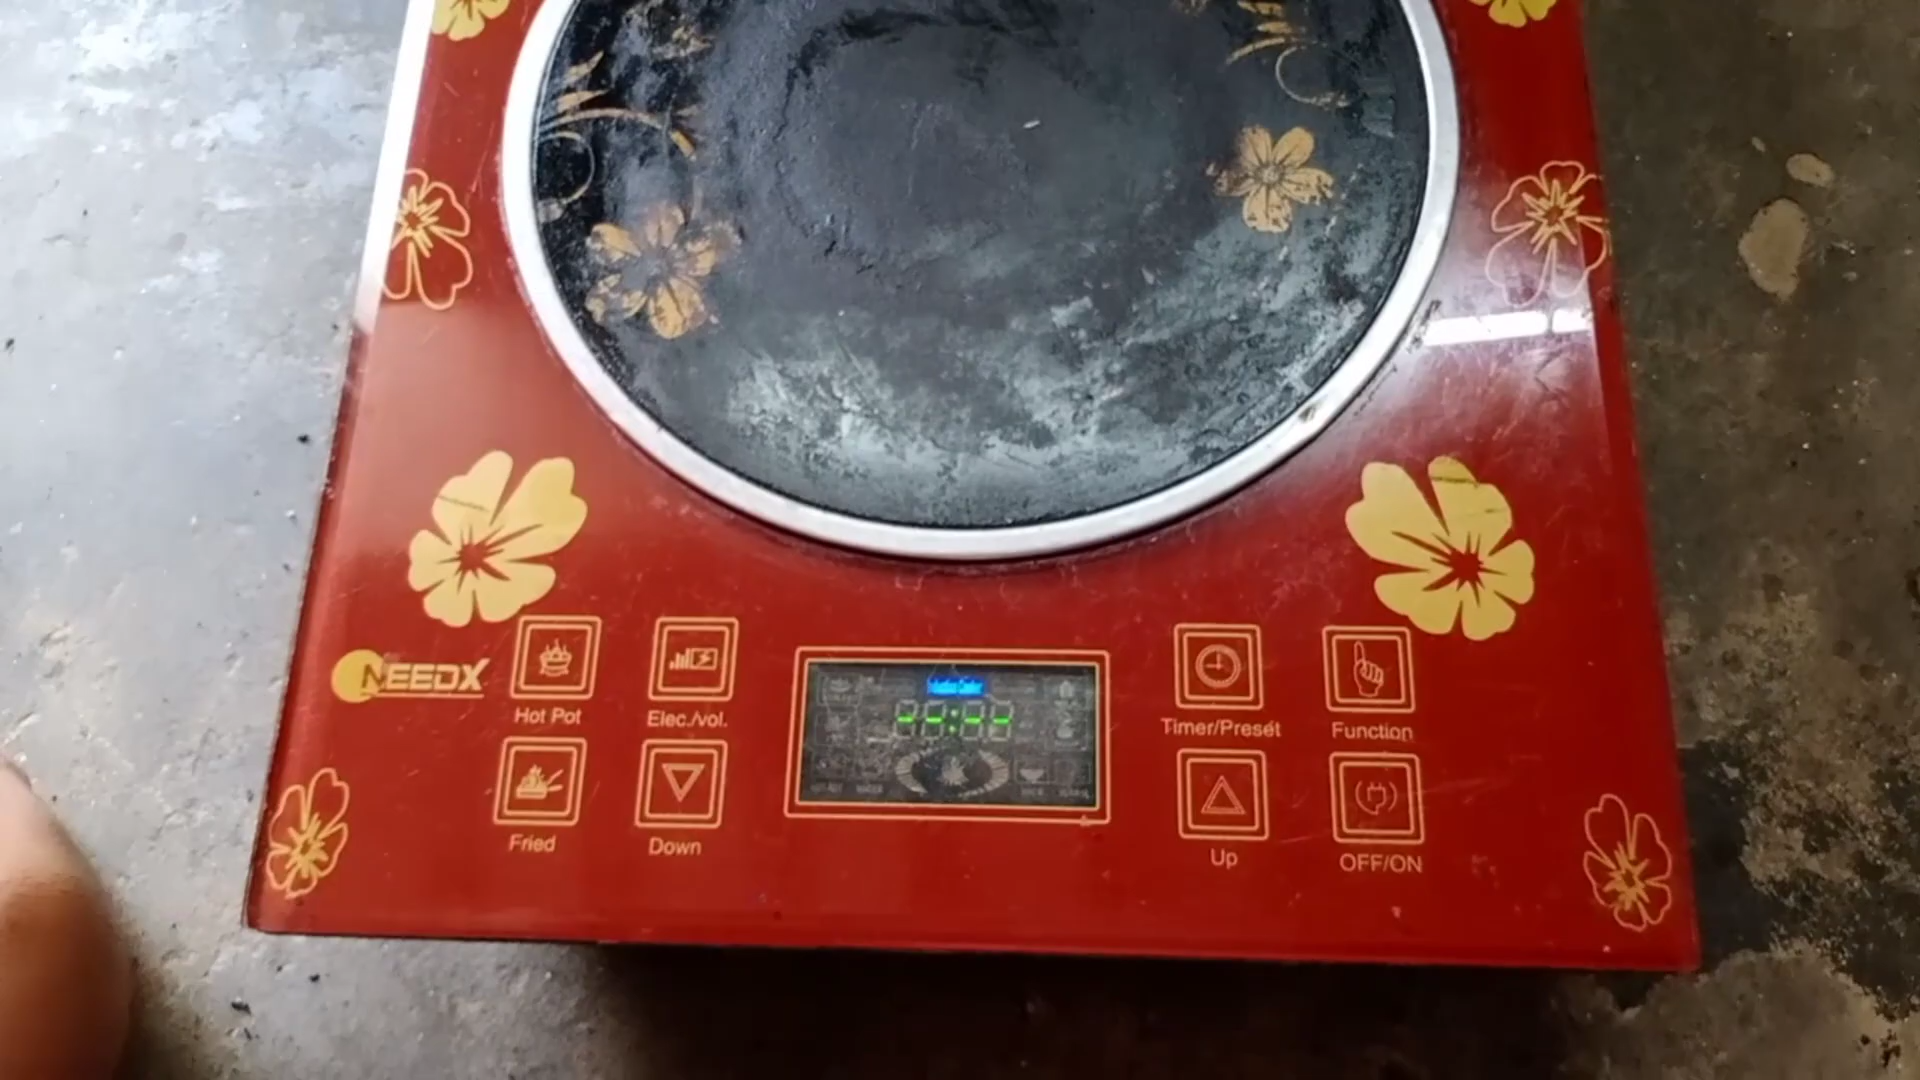 NEEDX
Hot Pot
Elec./vol.
Timer/Preset
Function
Fried
Down
Up
OFF/ON